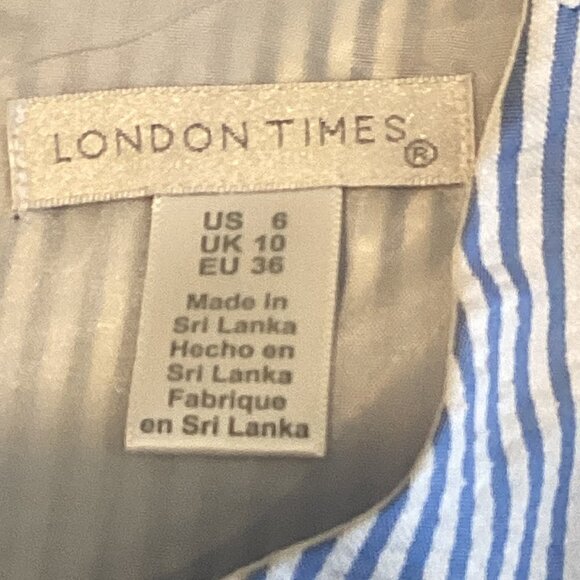 LONDON TIMES®
US 6
UK 10
EU 36
Made in
Sri Lanka
Hecho en
Sri Lanka
Fabrique
en Sri Lanka